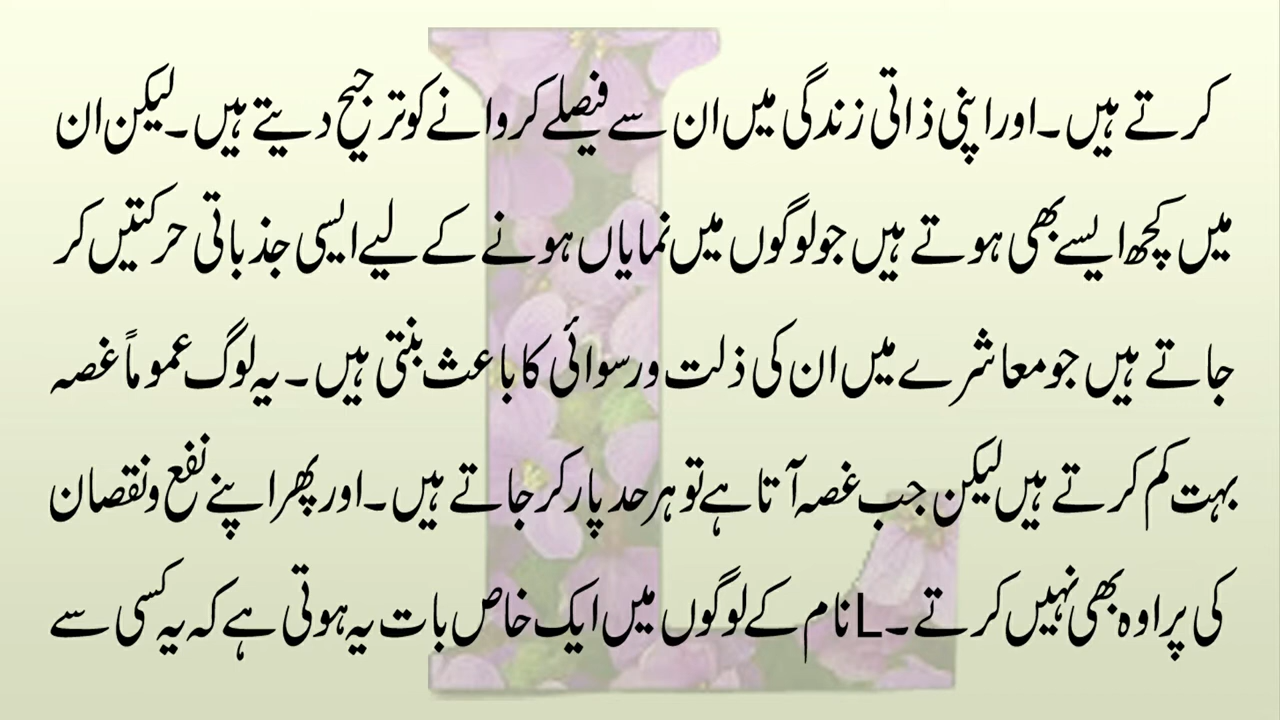 کرتے ہیں۔اور اپنی ذاتی زندگی میں ان سے فیصلے کروانے کو ترجیح دیتے ہیں۔ لیکن ان
میں کچھ ایسے بھی ہوتے ہیں جو لوگوں میں نمایاں ہونے کے لیے ایسی جذباتی حرکتیں کر
جاتے ہیں جو معاشرے میں ان کی ذلت و رسوائی کا باعث بنتی ہیں۔ یہ لوگ عموماً غصہ
بہت کم کرتے ہیں لیکن جب غصہ آتا ہے تو ہر حد پار کر جاتے ہیں۔اور پھر اپنے نفع و نقصان
کی پراوہ بھی نہیں کرتے۔ L نام کے لوگوں میں ایک خاص بات یہ ہوتی ہے کہ یہ کسی سے